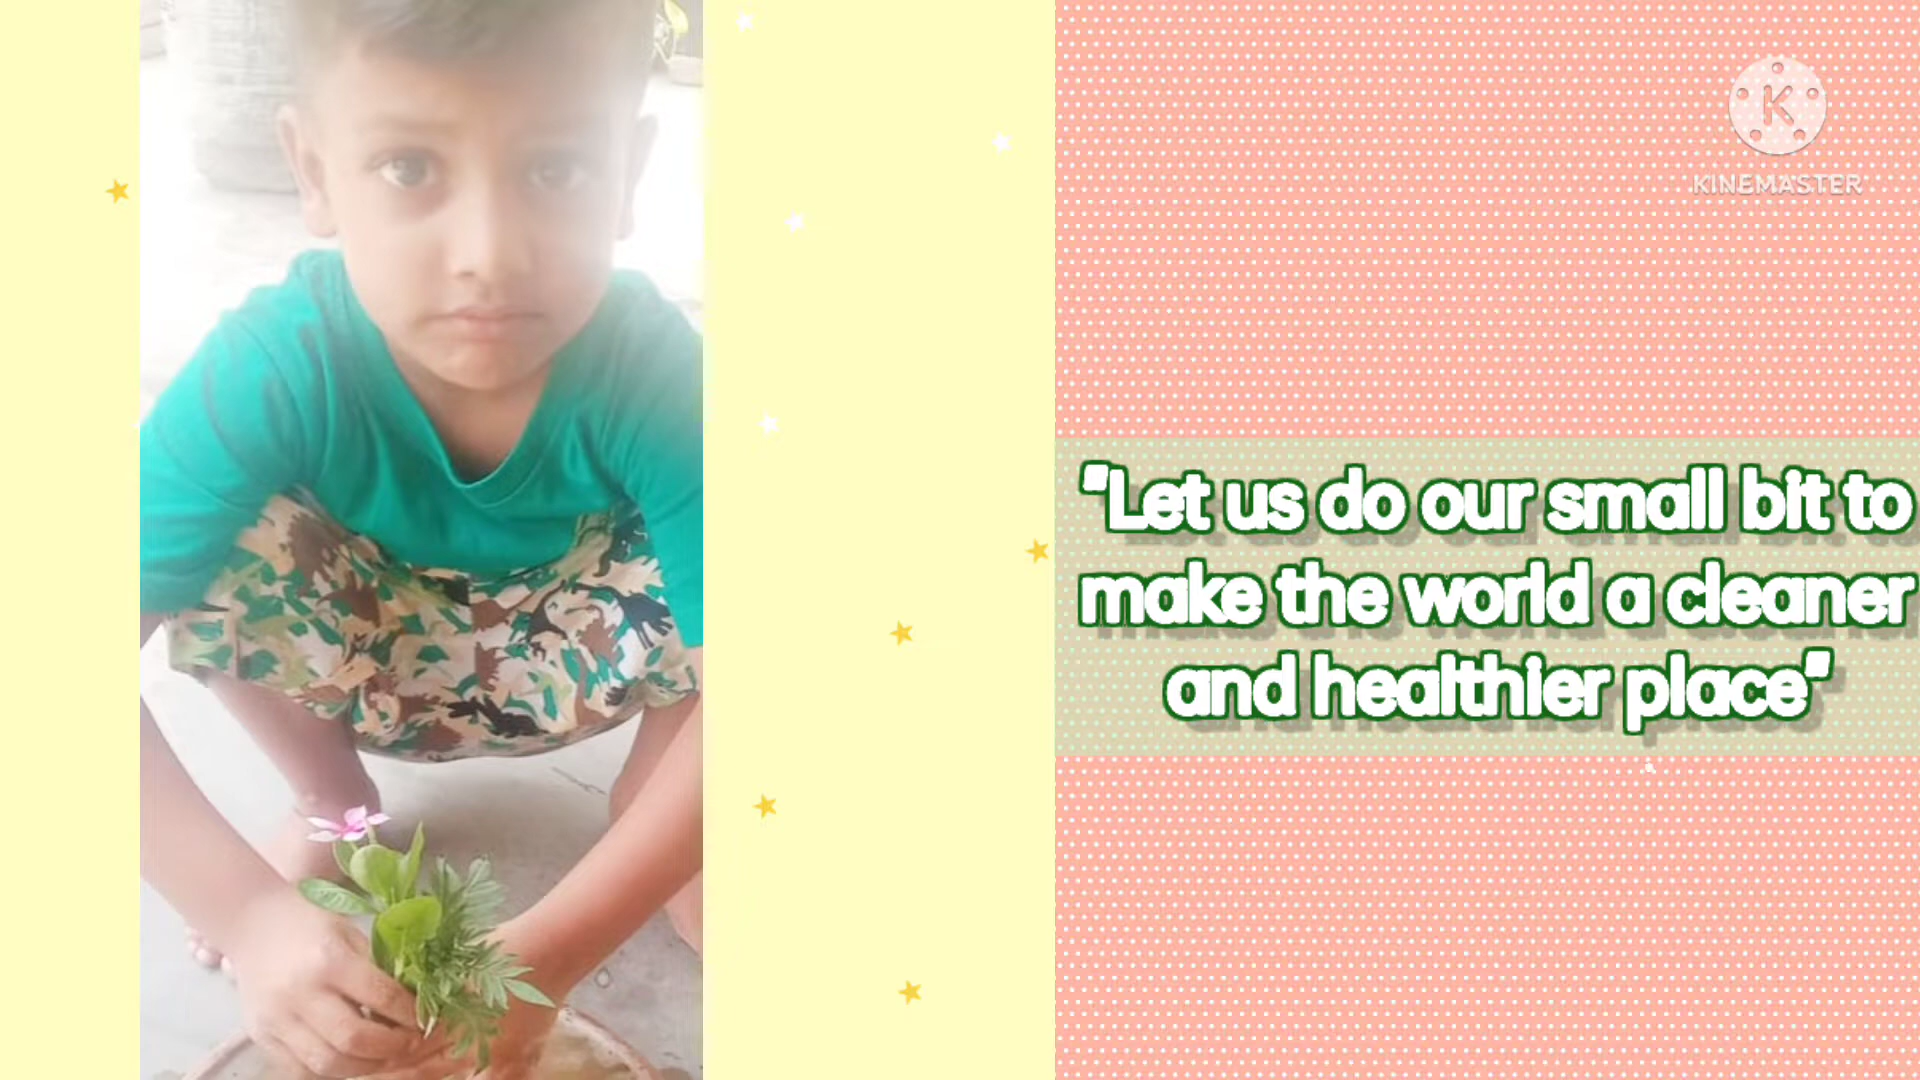 K
KINEMASTER
"Let us do our small bit to
make the world a cleaner
and healthier place"